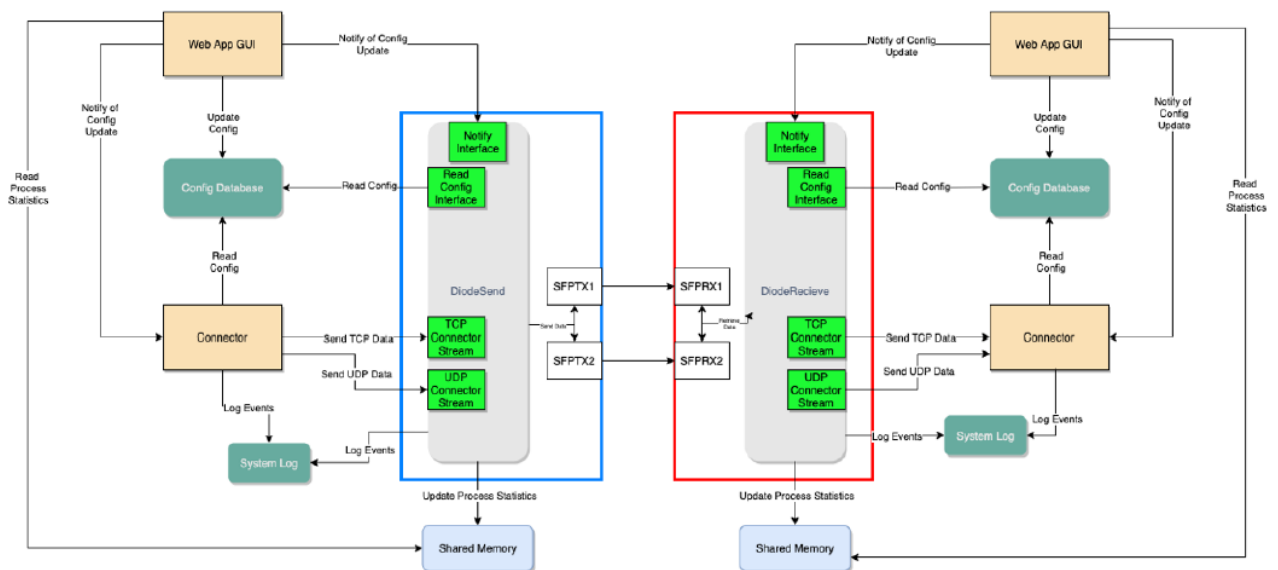 Web App GUI
Notify of Config
Update
Notify of
Config
Update
Update
Config
Read
Process
Statistics
Config Database
Read Config
Read
Config
Connector
Send TCP Data
Send UDP Data
Log Events
System Log
Log Events
Notify
Interface
Read
Config
Interface
DiodeSend
TCP
Connector
Stream
UDP
Connector
Stream
Send Data
SFPTX1
SFPTX2
Update Process Statistics
Shared Memory
Web App GUI
Notify of Config
Update
Notify of
Config
Update
Update
Config
Read
Process
Statistics
Notify
Interface
Read
Config
Interface
Read Config
Config Database
Read
Config
SFPRX1
SFPRX2
Retrieve
Data
DiodeRecieve
TCP
Connector
Stream
UDP
Connector
Stream
Send TCP Data
Send UDP Data
Connector
Log Events
Log Events
System Log
Update Process Statistics
Shared Memory